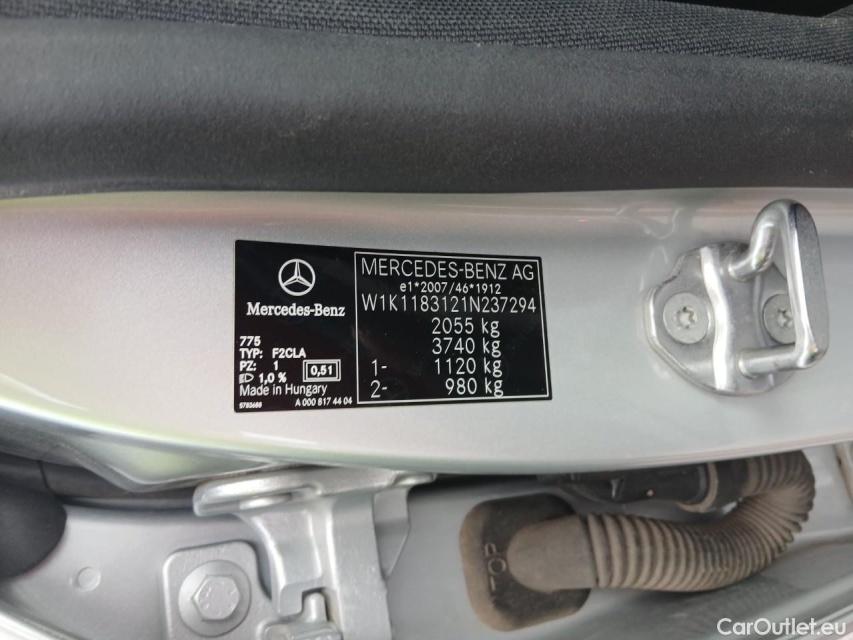 Mercedes-Benz
775
TYP: F2CLA
PZ: 1
1,0 % 0,51
Made in Hungary
5783688 A 000 817 44 04
MERCEDES-BENZ AG
e1*2007/46*1912
W1K1183121N237294
2055 kg
3740 kg
1- 1120 kg
2- 980 kg
TOP
CarOutlet.eu